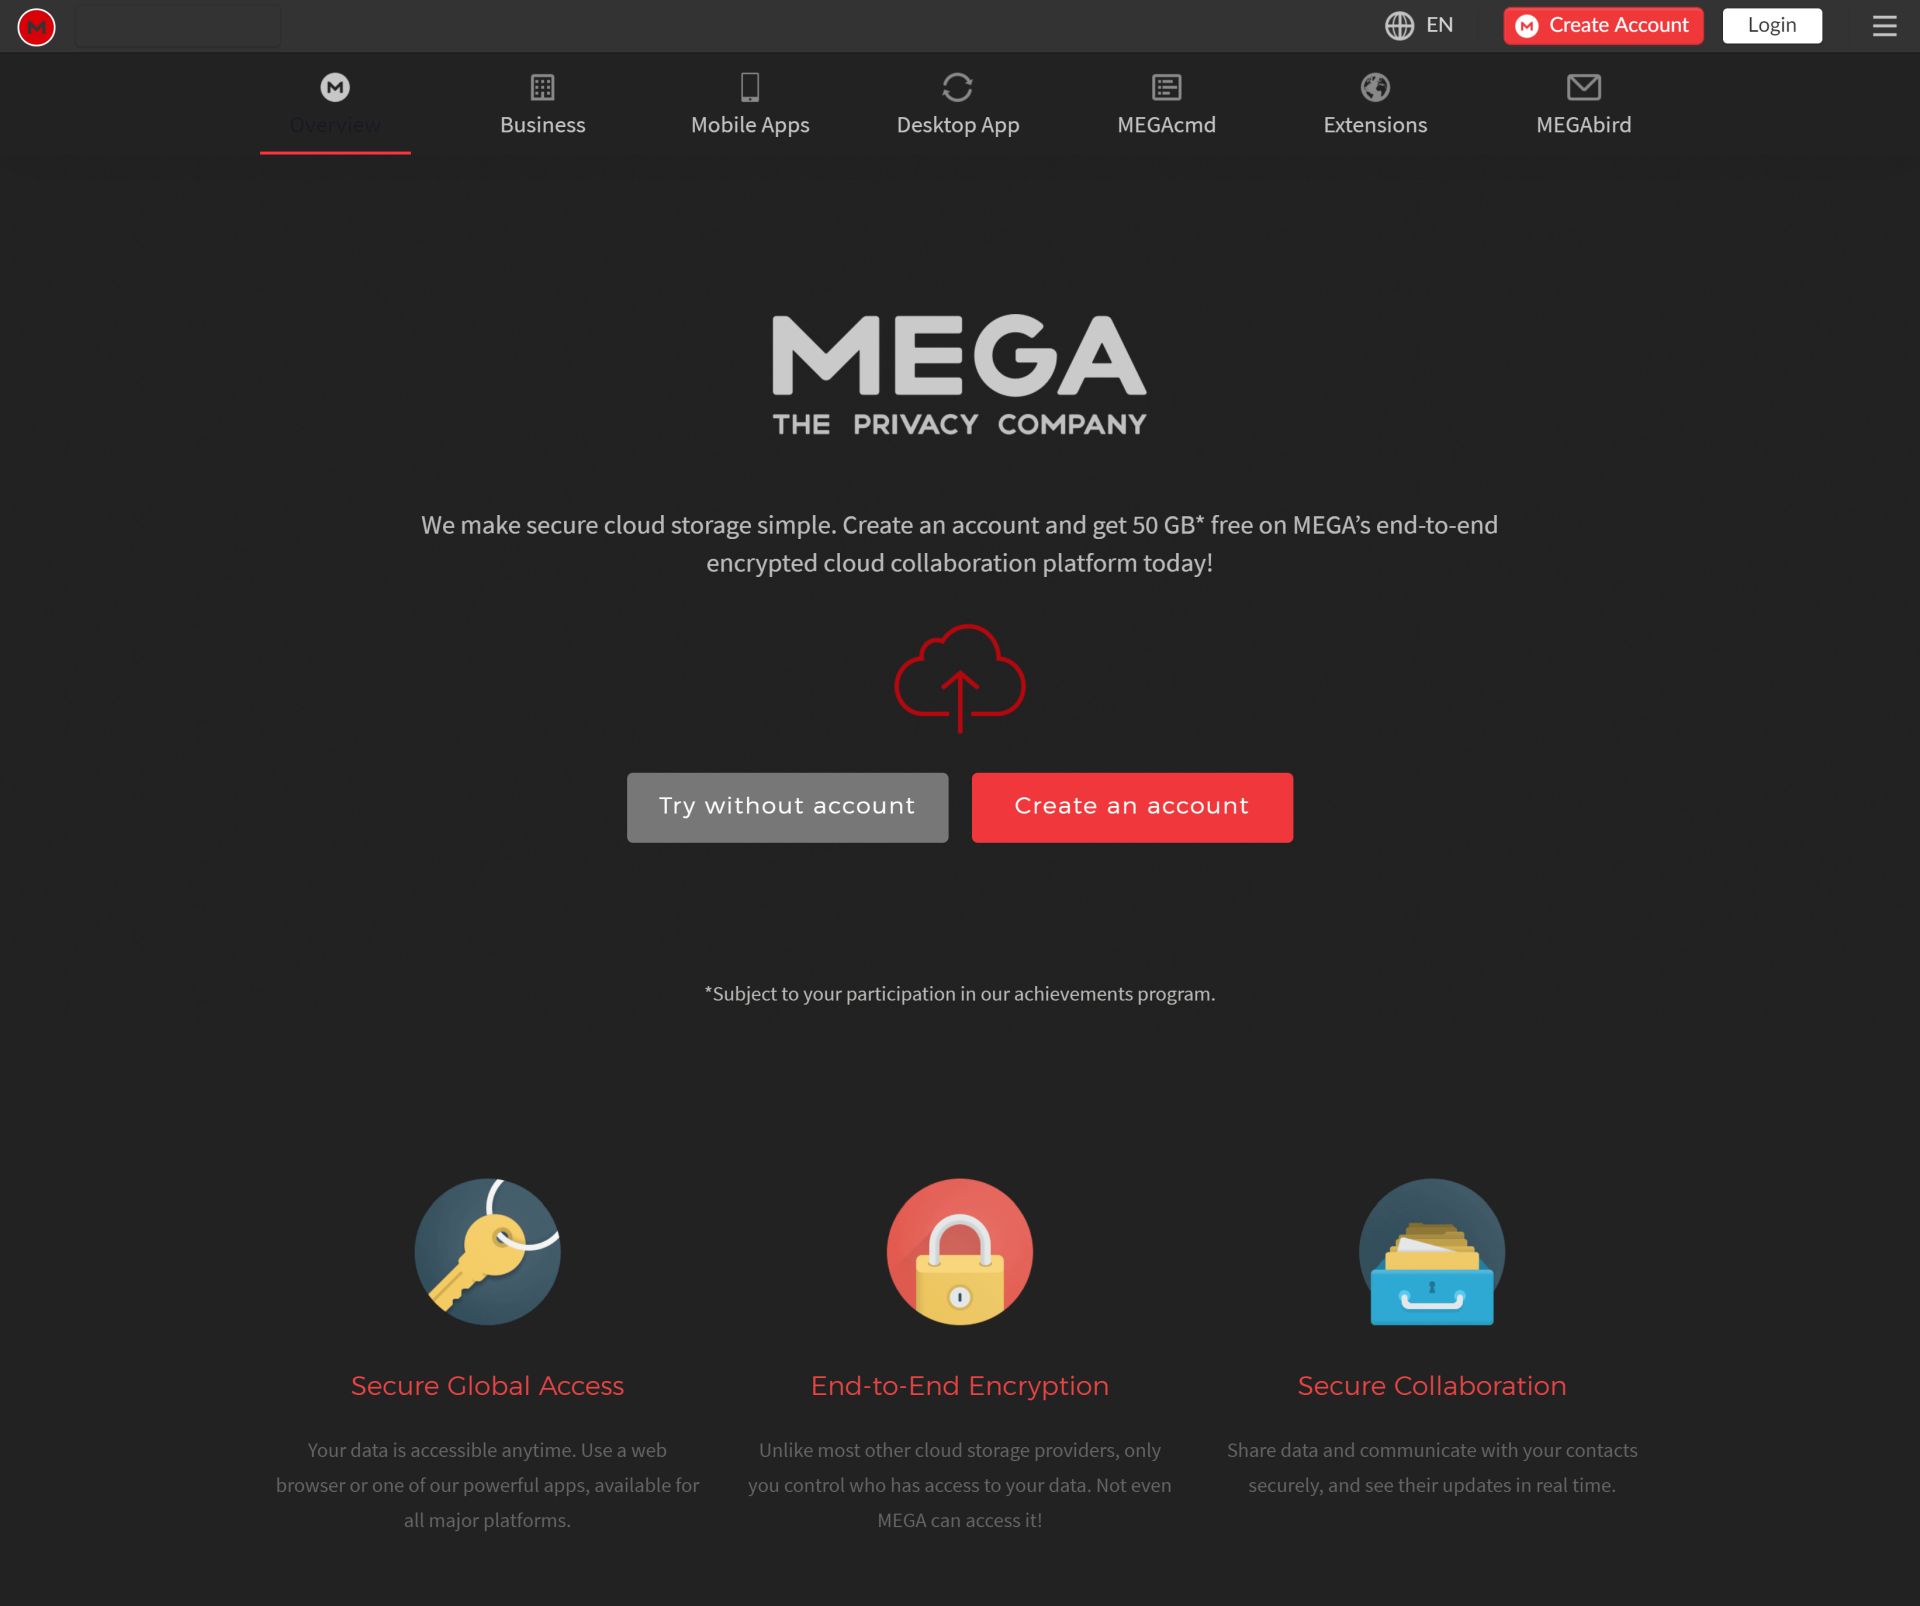 EN
Create Account
Login
Overview
Business
Mobile Apps
Desktop App
MEGAcmd
Extensions
MEGAbird
MEGA
THE PRIVACY COMPANY
We make secure cloud storage simple. Create an account and get 50 GB* free on MEGA’s end-to-end
encrypted cloud collaboration platform today!
Try without account
Create an account
*Subject to your participation in our achievements program.
Secure Global Access
Your data is accessible anytime. Use a web
browser or one of our powerful apps, available for
all major platforms.
End-to-End Encryption
Unlike most other cloud storage providers, only
you control who has access to your data. Not even
MEGA can access it!
Secure Collaboration
Share data and communicate with your contacts
securely, and see their updates in real time.